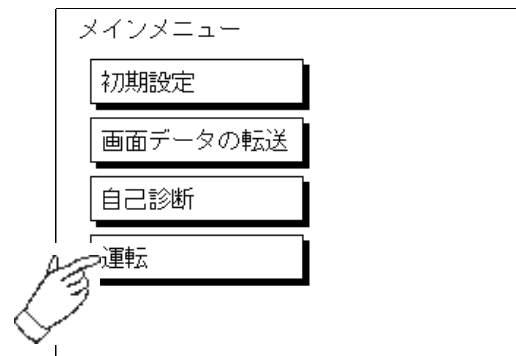 メインメニュー
初期設定
画面データの転送
自己診断
運転